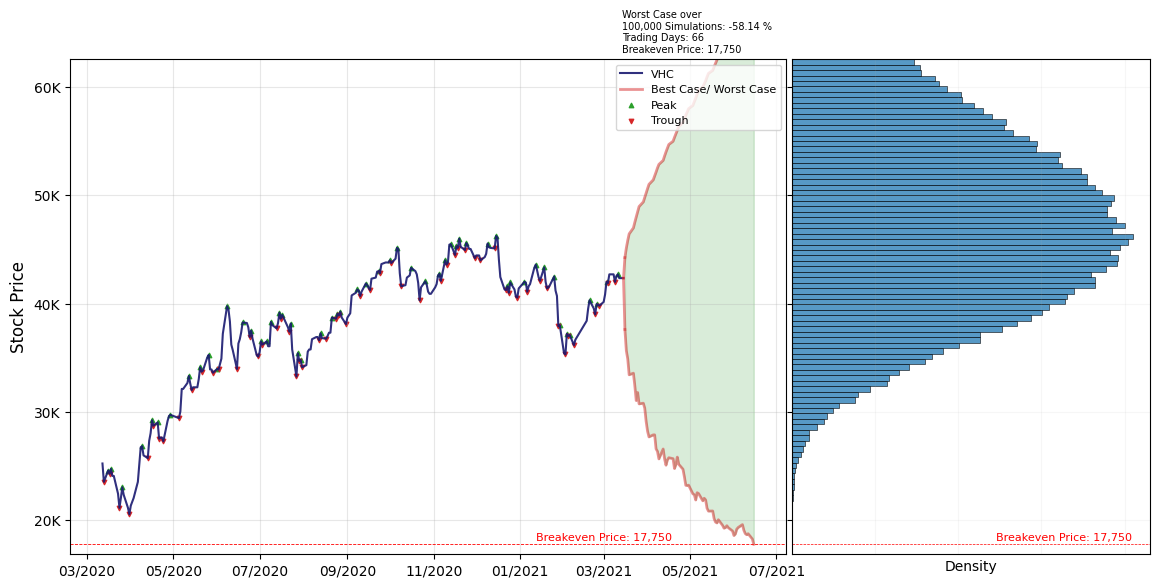 Worst Case over
100,000 Simulations: -58.14 %
Trading Days: 66
Breakeven Price: 17,750
VHC
Best Case/ Worst Case
Peak
Trough
Stock Price
60K
50K
40K
30K
20K
Breakeven Price: 17,750
Breakeven Price: 17,750
03/2020 05/2020 07/2020 09/2020 11/2020 01/2021 03/2021 05/2021 07/2021
Density